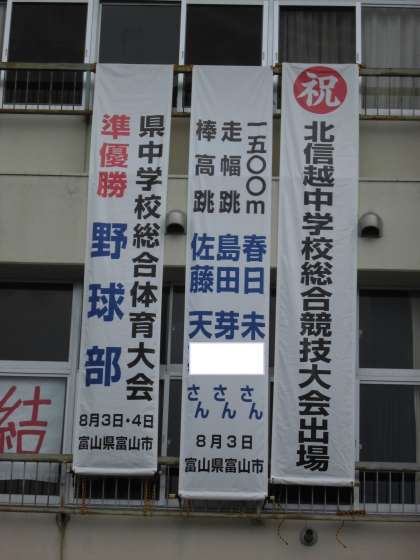 祝
北信越中学校総合競技大会出場
一五〇〇m 春日 未 さん
走幅跳 島田 芽 さん
棒高跳 佐藤 天 さん
8月3日
富山県富山市
県中学校総合体育大会
準優勝 野球部
8月3日・4日
富山県富山市
結